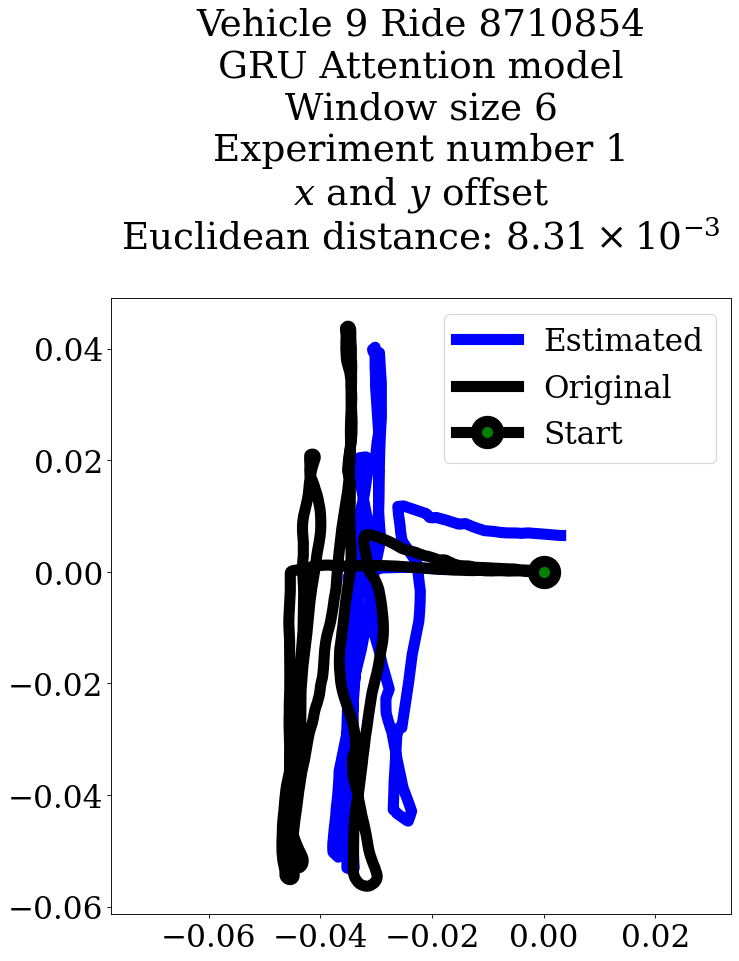 Vehicle 9 Ride 8710854
GRU Attention model
Window size 6
Experiment number 1
x and y offset
Euclidean distance: 8.31 × 10⁻³
Estimated
Original
Start
0.04
0.02
0.00
−0.02
−0.04
−0.06
−0.06 −0.04 −0.02 0.00 0.02